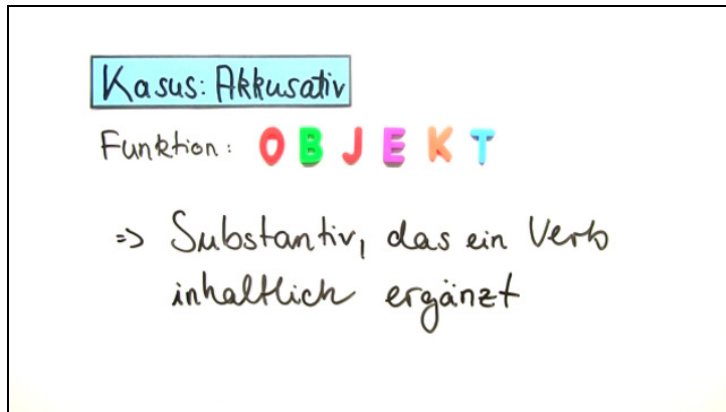 Kasus: Akkusativ
Funktion: OBJEKT
=> Substantiv, das ein Verb
inhaltlich ergänzt